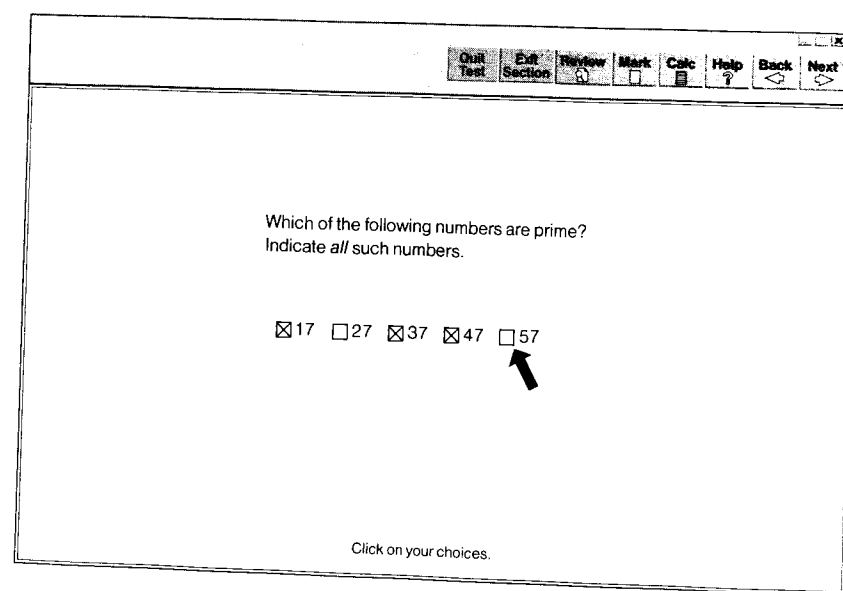 Quit Test Exit Section Review Mark Calc Help ? Back Next
Which of the following numbers are prime?
Indicate all such numbers.
17 27 37 47 57
Click on your choices.